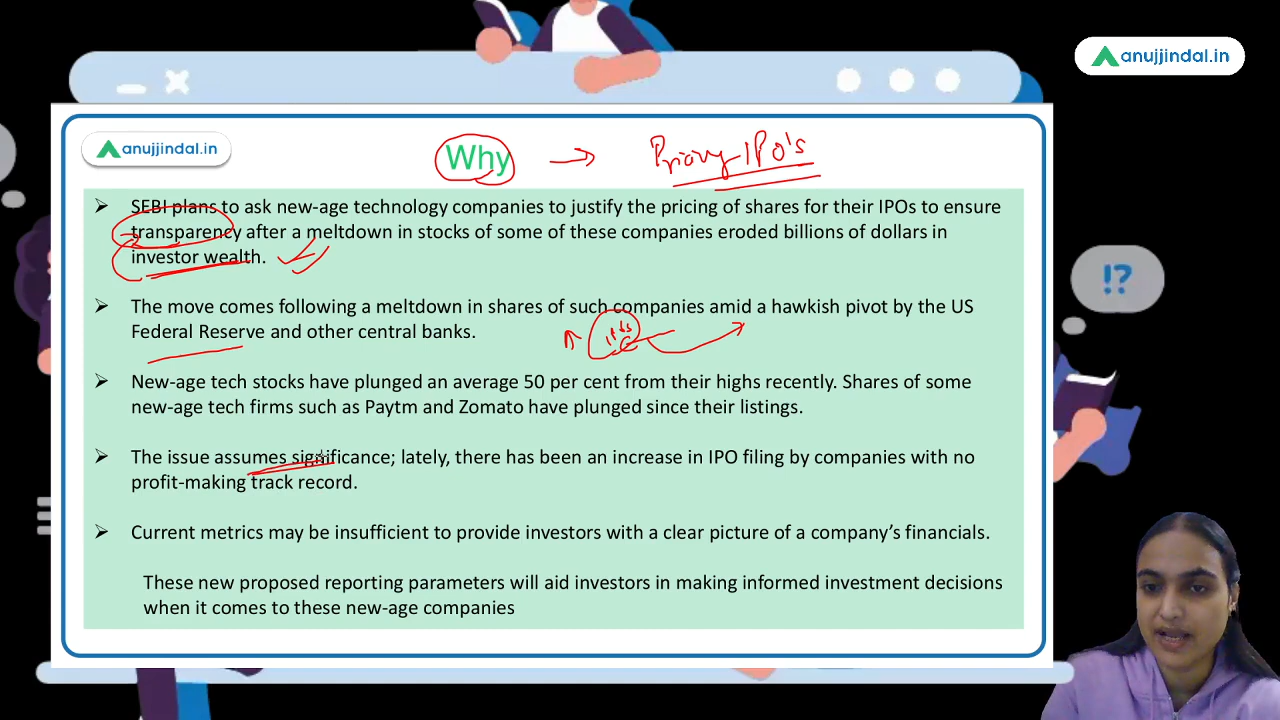 anujjindal.in
anujjindal.in
Why → Pricing IPO's
➢ SEBI plans to ask new-age technology companies to justify the pricing of shares for their IPOs to ensure
transparency after a meltdown in stocks of some of these companies eroded billions of dollars in
investor wealth.
➢ The move comes following a meltdown in shares of such companies amid a hawkish pivot by the US
Federal Reserve and other central banks.
➢ New-age tech stocks have plunged an average 50 per cent from their highs recently. Shares of some
new-age tech firms such as Paytm and Zomato have plunged since their listings.
➢ The issue assumes significance; lately, there has been an increase in IPO filing by companies with no
profit-making track record.
➢ Current metrics may be insufficient to provide investors with a clear picture of a company's financials.
These new proposed reporting parameters will aid investors in making informed investment decisions
when it comes to these new-age companies
!?